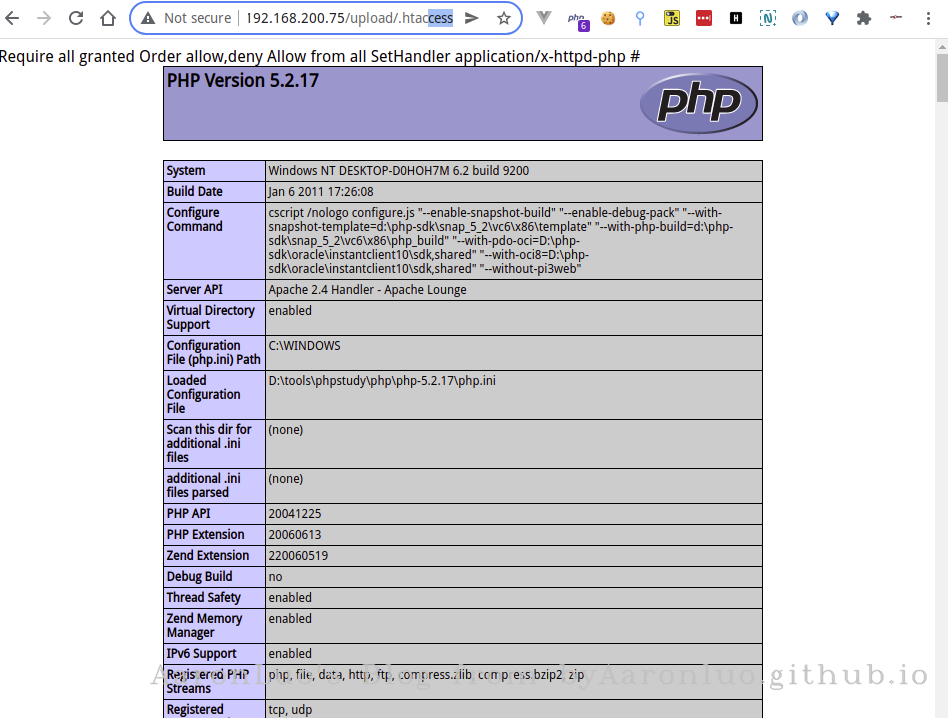 Not secure 192.168.200.75/upload/.htaccess
php
6
JS
H
N
Require all granted Order allow,deny Allow from all SetHandler application/x-httpd-php #
PHP Version 5.2.17
php
System Windows NT DESKTOP-D0HOH7M 6.2 build 9200
Build Date Jan 6 2011 17:26:08
Configure
Command
cscript /nologo configure.js "--enable-snapshot-build" "--enable-debug-pack" "--with-
snapshot-template=d:\php-sdk\snap_5_2\vc6\x86\template" "--with-php-build=d:\php-
sdk\snap_5_2\vc6\x86\php_build" "--with-pdo-oci=D:\php-
sdk\oracle\instantclient10\sdk,shared" "--with-oci8=D:\php-
sdk\oracle\instantclient10\sdk,shared" "--without-pi3web"
Server API Apache 2.4 Handler - Apache Lounge
Virtual Directory
Support
enabled
Configuration
File (php.ini) Path
C:\WINDOWS
Loaded
Configuration
File
D:\tools\phpstudy\php\php-5.2.17\php.ini
Scan this dir for
additional .ini
files
(none)
additional .ini
files parsed
(none)
PHP API 20041225
PHP Extension 20060613
Zend Extension 220060519
Debug Build no
Thread Safety enabled
Zend Memory
Manager
enabled
IPv6 Support enabled
Registered PHP
Streams
php, file, data, http, ftp, compress.zlib, compress.bzip2, zip
Aaronluo's Blog from byAaronluo.github.io
Registered tcp, udp